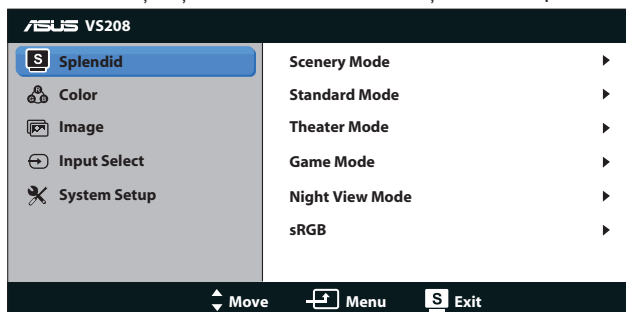 /SUS VS208
S Splendid
Color
Image
Input Select
System Setup
Scenery Mode
Standard Mode
Theater Mode
Game Mode
Night View Mode
sRGB
Move Menu S Exit